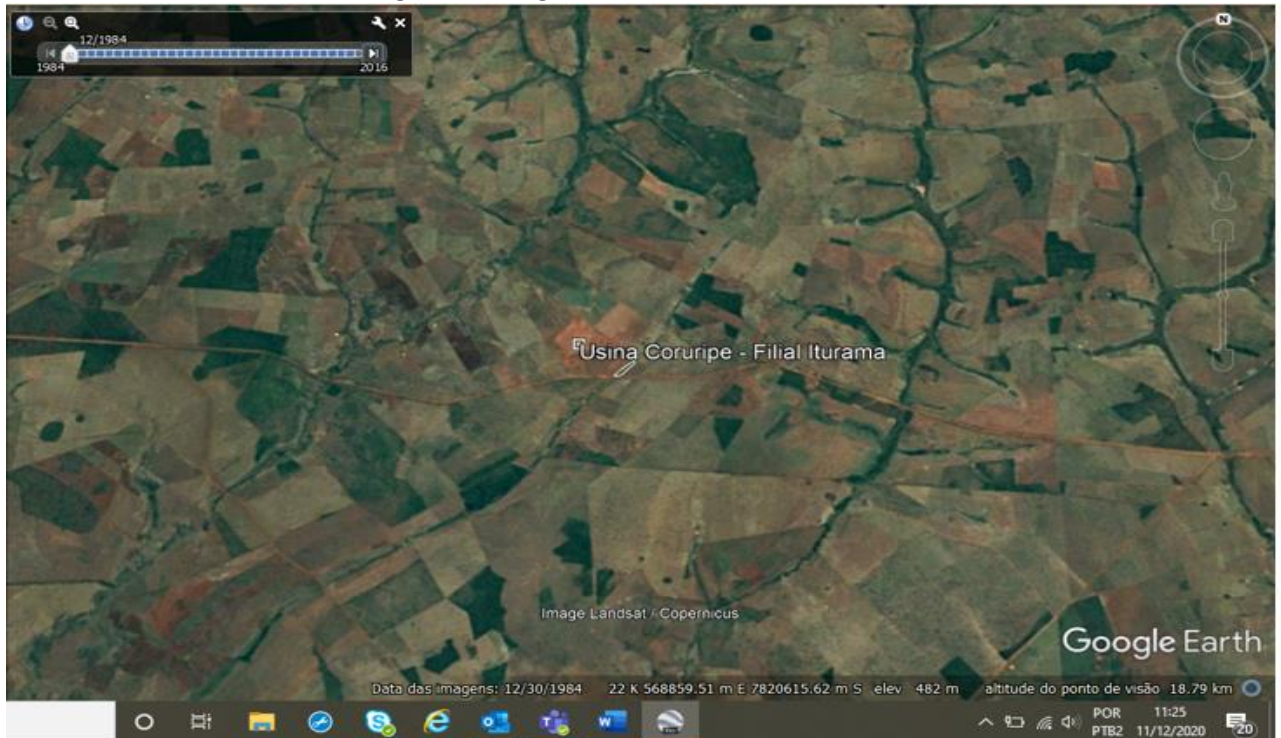 12/1984
1984
2016
N
Usina Coruripe - Filial Iturama
Image Landsat / Copernicus
Google Earth
Data das imagens: 12/30/1984 22 K 568859.51 m E 7820615.62 m S elev 482 m altitude do ponto de visão 18.79 km
POR
PTB2
11:25
11/12/2020
20